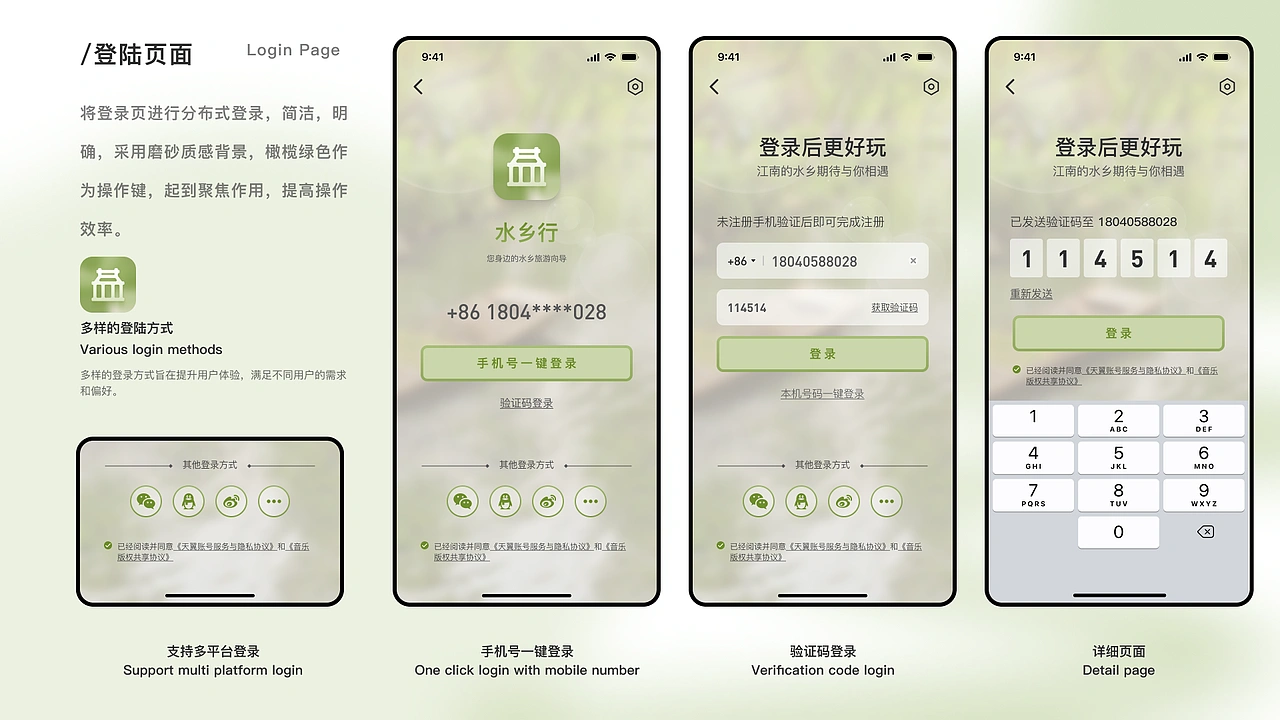 /登陆页面
Login Page
将登录页进行分布式登录，简洁，明
确，采用磨砂质感背景，橄榄绿色作
为操作键，起到聚焦作用，提高操作
效率。
多样的登陆方式
Various login methods
多样的登录方式旨在提升用户体验，满足不同用户的需求
和偏好。
其他登录方式
已经阅读并同意《天翼账号服务与隐私协议》和《音乐
版权共享协议》
支持多平台登录
Support multi platform login
9:41
水乡行
您身边的水乡旅游向导
+86 1804****028
手机号一键登录
验证码登录
其他登录方式
已经阅读并同意《天翼账号服务与隐私协议》和《音乐
版权共享协议》
手机号一键登录
One click login with mobile number
9:41
登录后更好玩
江南的水乡期待与你相遇
未注册手机验证后即可完成注册
+86 18040588028 ×
114514 获取验证码
登录
本机号码一键登录
其他登录方式
已经阅读并同意《天翼账号服务与隐私协议》和《音乐
版权共享协议》
验证码登录
Verification code login
9:41
登录后更好玩
江南的水乡期待与你相遇
已发送验证码至 18040588028
1 1 4 5 1 4
重新发送
登录
已经阅读并同意《天翼账号服务与隐私协议》和《音乐
版权共享协议》
1 2 3
ABC DEF
4 5 6
GHI JKL MNO
7 8 9
PQRS TUV WXYZ
0
详细页面
Detail page